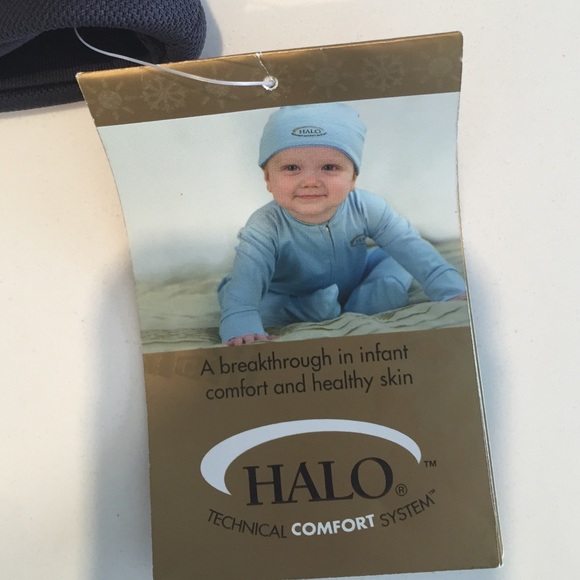 HALO
A breakthrough in infant
comfort and healthy skin
HALO®™
TECHNICAL COMFORT SYSTEM™